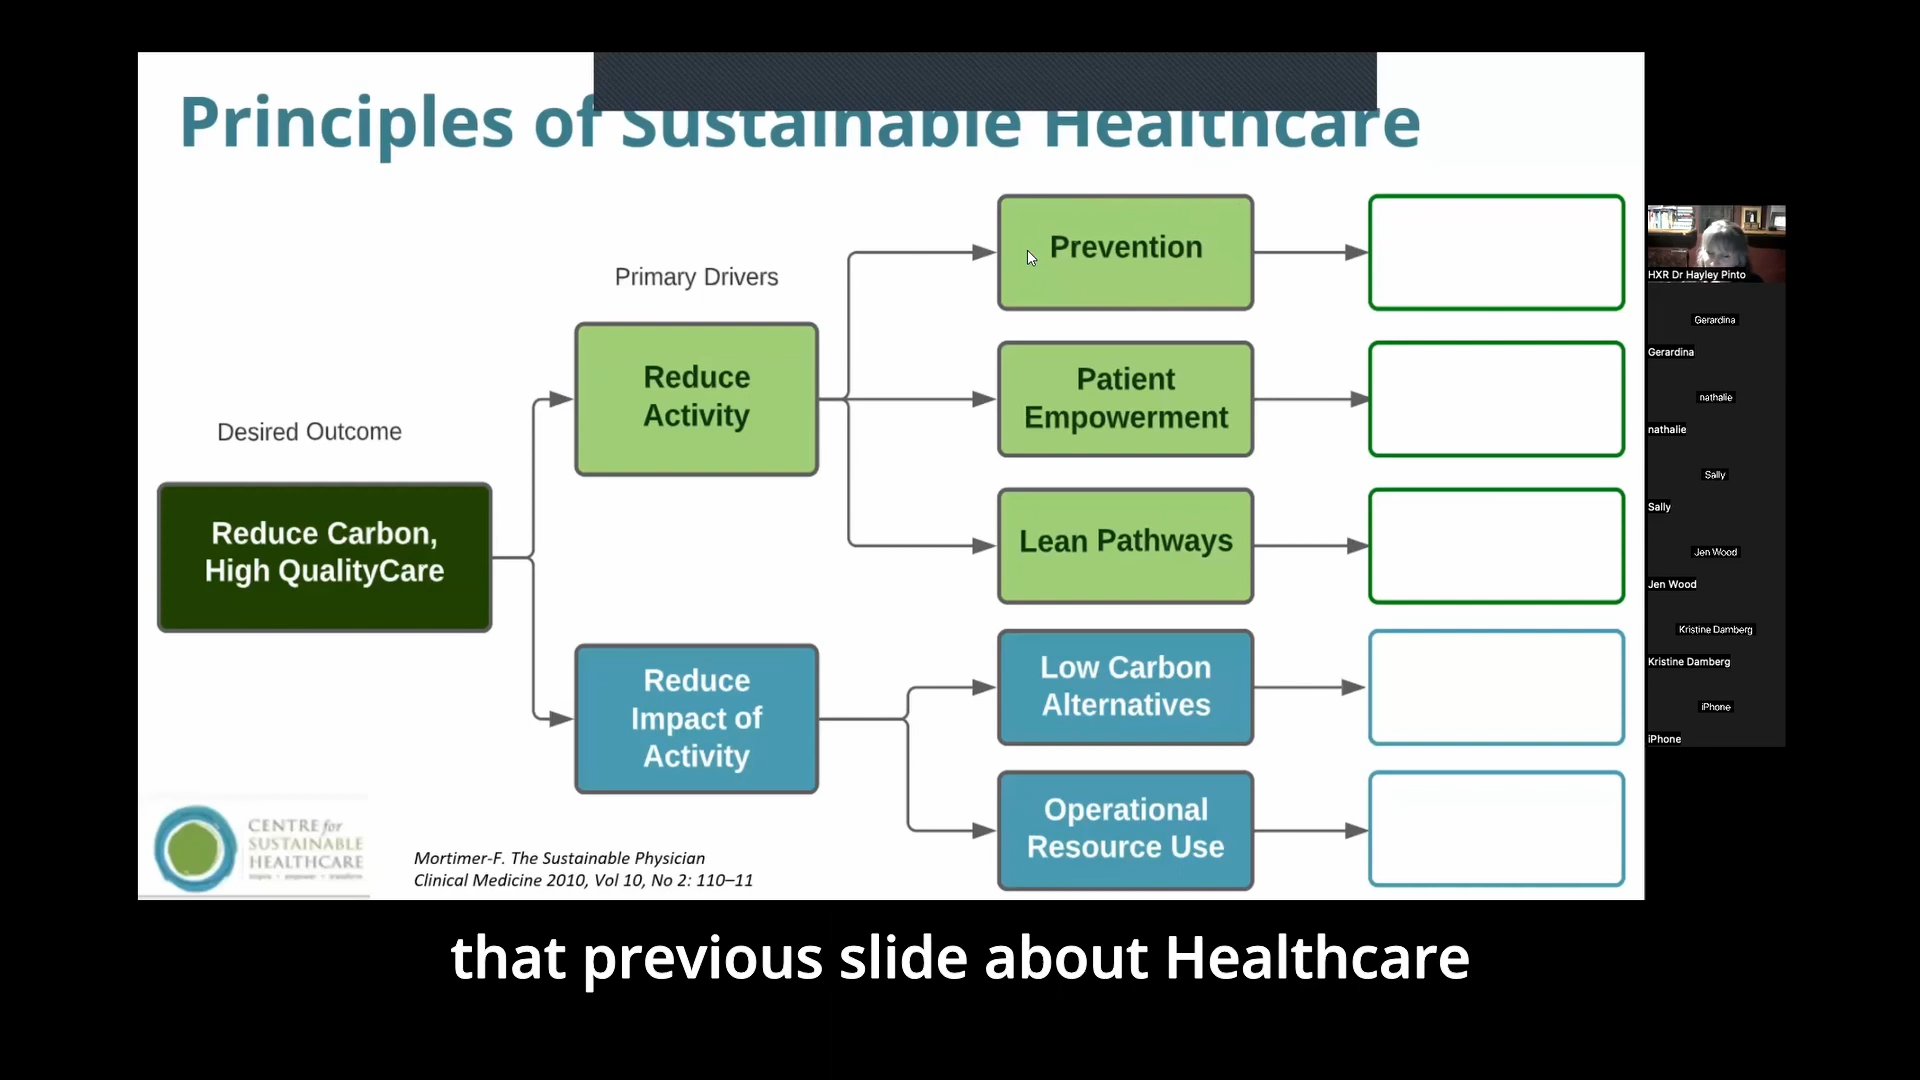 Principles of Sustainable Healthcare
Primary Drivers
Desired Outcome
Reduce Carbon,
High QualityCare
Reduce
Activity
Reduce
Impact of
Activity
Prevention
Patient
Empowerment
Lean Pathways
Low Carbon
Alternatives
Operational
Resource Use
CENTRE for
SUSTAINABLE
HEALTHCARE
Mortimer-F. The Sustainable Physician
Clinical Medicine 2010, Vol 10, No 2: 110–11
HXR Dr Hayley Pinto
Gerardina
Gerardina
nathalie
nathalie
Sally
Sally
Jen Wood
Jen Wood
Kristine Damberg
Kristine Damberg
iPhone
iPhone
that previous slide about Healthcare